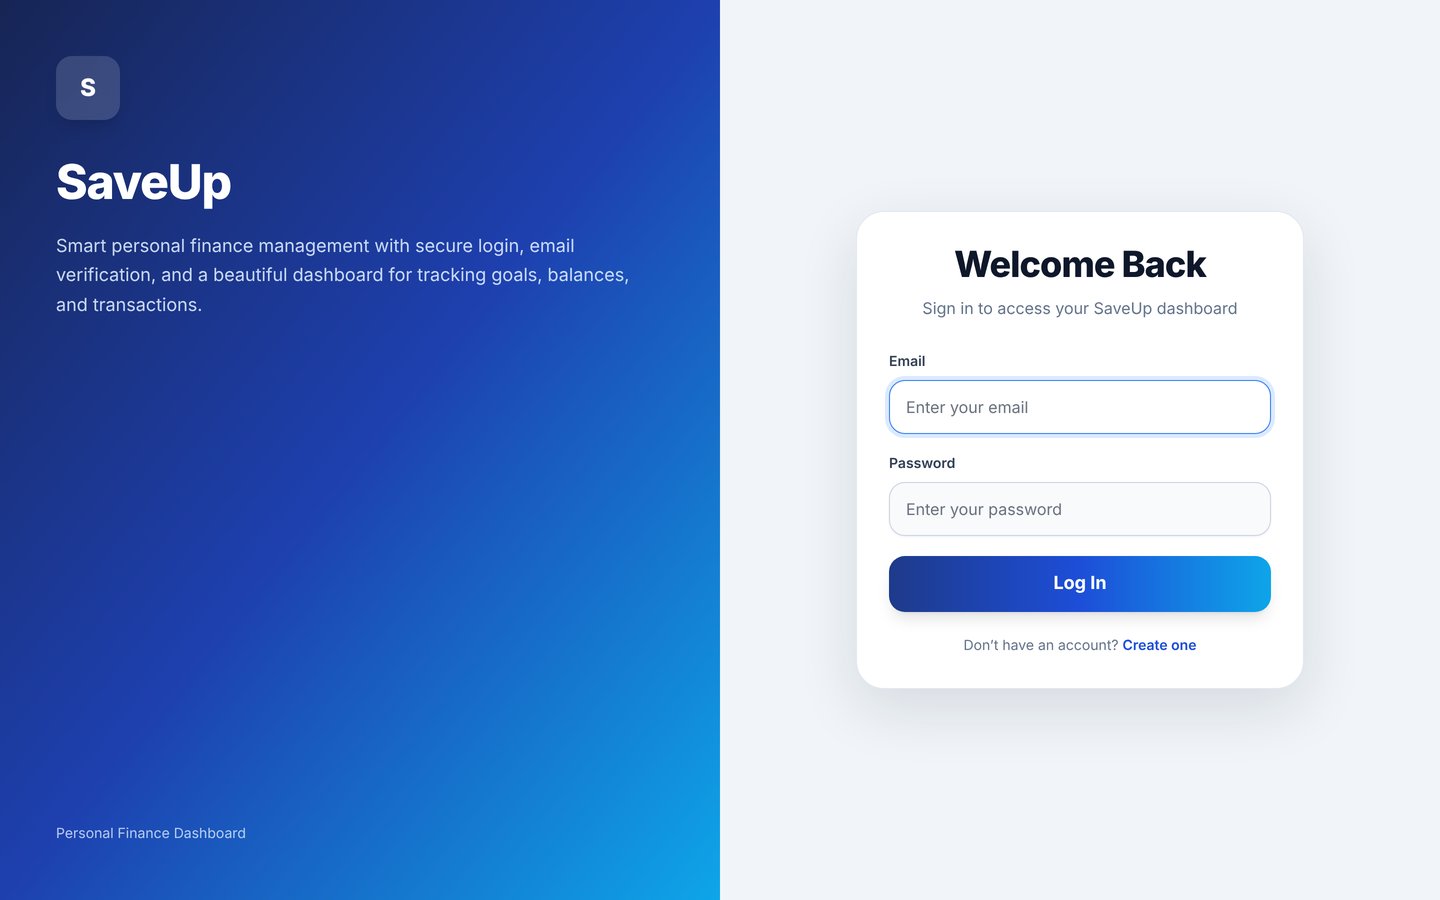 S
SaveUp
Smart personal finance management with secure login, email
verification, and a beautiful dashboard for tracking goals, balances,
and transactions.
Personal Finance Dashboard
Welcome Back
Sign in to access your SaveUp dashboard
Email
Enter your email
Password
Enter your password
Log In
Don’t have an account? Create one